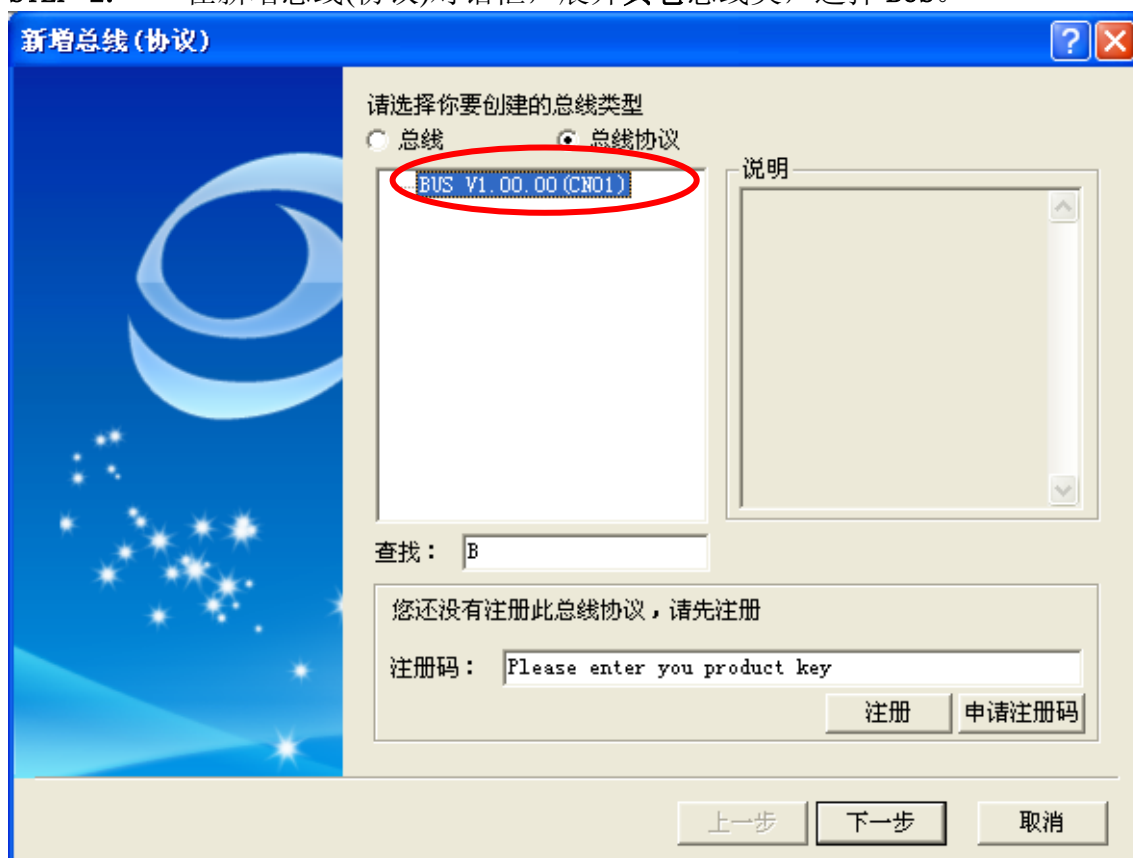 新增总线(协议)
请选择你要创建的总线类型
总线 总线协议
BUS V1.00.00(CN01)
说明
查找： B
您还没有注册此总线协议，请先注册
注册码： Please enter you product key
注册 申请注册码
上一步 下一步 取消